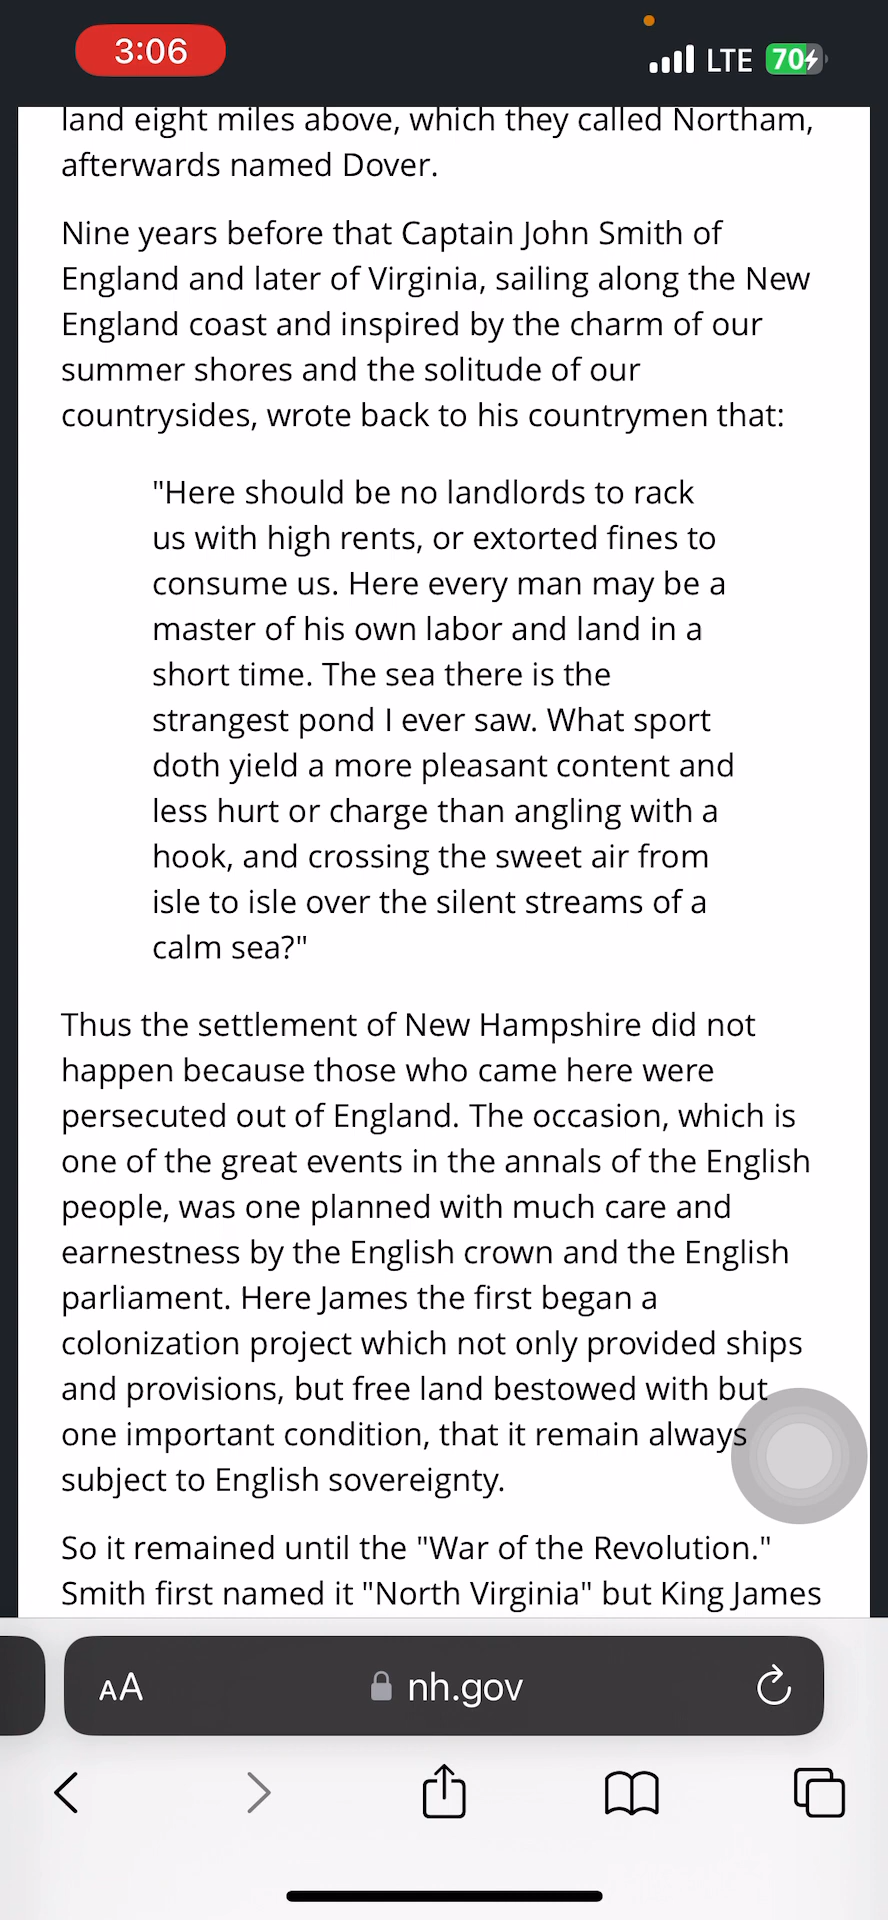 3:06
LTE 70
land eight miles above, which they called Northam,
afterwards named Dover.
Nine years before that Captain John Smith of
England and later of Virginia, sailing along the New
England coast and inspired by the charm of our
summer shores and the solitude of our
countrysides, wrote back to his countrymen that:
"Here should be no landlords to rack
us with high rents, or extorted fines to
consume us. Here every man may be a
master of his own labor and land in a
short time. The sea there is the
strangest pond I ever saw. What sport
doth yield a more pleasant content and
less hurt or charge than angling with a
hook, and crossing the sweet air from
isle to isle over the silent streams of a
calm sea?"
Thus the settlement of New Hampshire did not
happen because those who came here were
persecuted out of England. The occasion, which is
one of the great events in the annals of the English
people, was one planned with much care and
earnestness by the English crown and the English
parliament. Here James the first began a
colonization project which not only provided ships
and provisions, but free land bestowed with but
one important condition, that it remain always
subject to English sovereignty.
So it remained until the "War of the Revolution."
Smith first named it "North Virginia" but King James
AA nh.gov